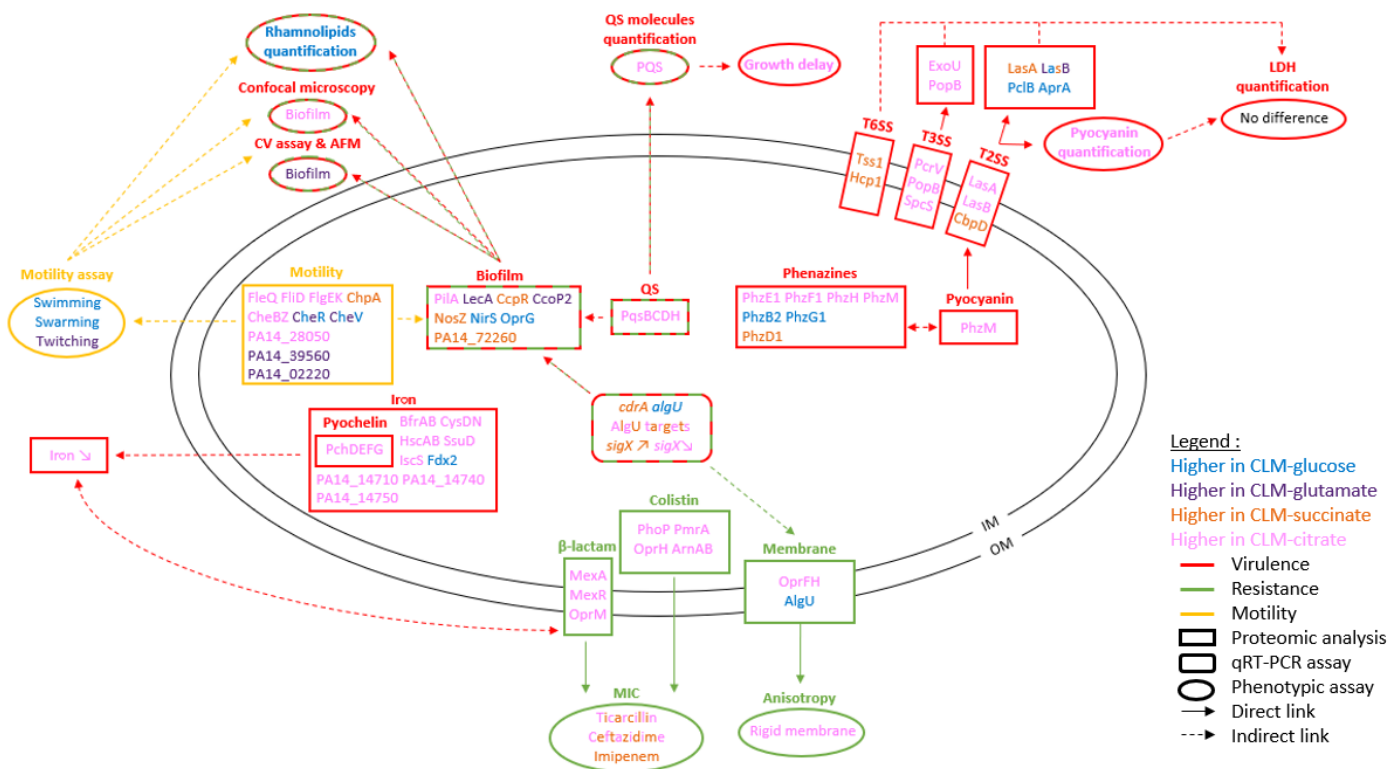 Rhamnolipids
quantification
Confocal microscopy
Biofilm
CV assay & AFM
Biofilm
QS molecules
quantification
PQS
Growth delay
ExoU
PopB
LasA LasB
PclB AprA
LDH
quantification
No difference
Pyocyanin
quantification
T6SS
Tss1
Hcp1
T3SS
PcrV
PopB
SpcS
T2SS
LasA
LasB
CbpD
Motility assay
Swimming
Swarming
Twitching
Motility
FleQ FliD FlgEK ChpA
CheBZ CheR CheV
PA14_28050
PA14_39560
PA14_02220
Biofilm
PilA LecA CcpR CcoP2
NosZ NirS OprG
PA14_72260
QS
PqsBCDH
Phenazines
PhzE1 PhzF1 PhzH PhzM
PhzB2 PhzG1
PhzD1
Pyocyanin
PhzM
Iron
Pyochelin
PchDEFG
BfrAB CysDN
HscAB SsuD
IscS Fdx2
PA14_14710 PA14_14740
PA14_14750
Iron ↘
cdrA algU
AlgU targets
sigX ↗ sigX↘
Colistin
PhoP PmrA
OprH ArnAB
β-lactam
MexA
MexR
OprM
Membrane
OprFH
AlgU
IM
OM
MIC
Ticarcillin
Ceftazidime
Imipenem
Anisotropy
Rigid membrane
Legend :
Higher in CLM-glucose
Higher in CLM-glutamate
Higher in CLM-succinate
Higher in CLM-citrate
Virulence
Resistance
Motility
Proteomic analysis
qRT-PCR assay
Phenotypic assay
Direct link
Indirect link